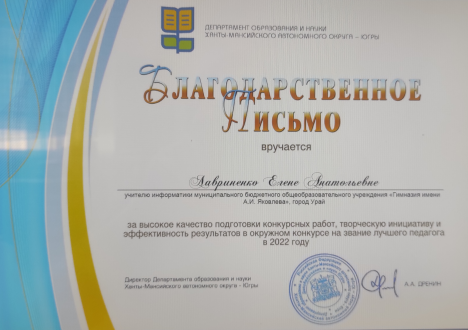 ДЕПАРТАМЕНТ ОБРАЗОВАНИЯ И НАУКИ
ХАНТЫ-МАНСИЙСКОГО АВТОНОМНОГО ОКРУГА – ЮГРЫ
БЛАГОДАРСТВЕННОЕ
ПИСЬМО
вручается
Лавриненко Елене Анатольевне
учителю информатики муниципального бюджетного общеобразовательного учреждения «Гимназия имени
А.И. Яковлева», город Урай
за высокое качество подготовки конкурсных работ, творческую инициативу и
эффективность результатов в окружном конкурсе на звание лучшего педагога
в 2022 году
Директор Департамента образования и науки
Ханты-Мансийского автономного округа - Югры
А.А. ДРЕНИН